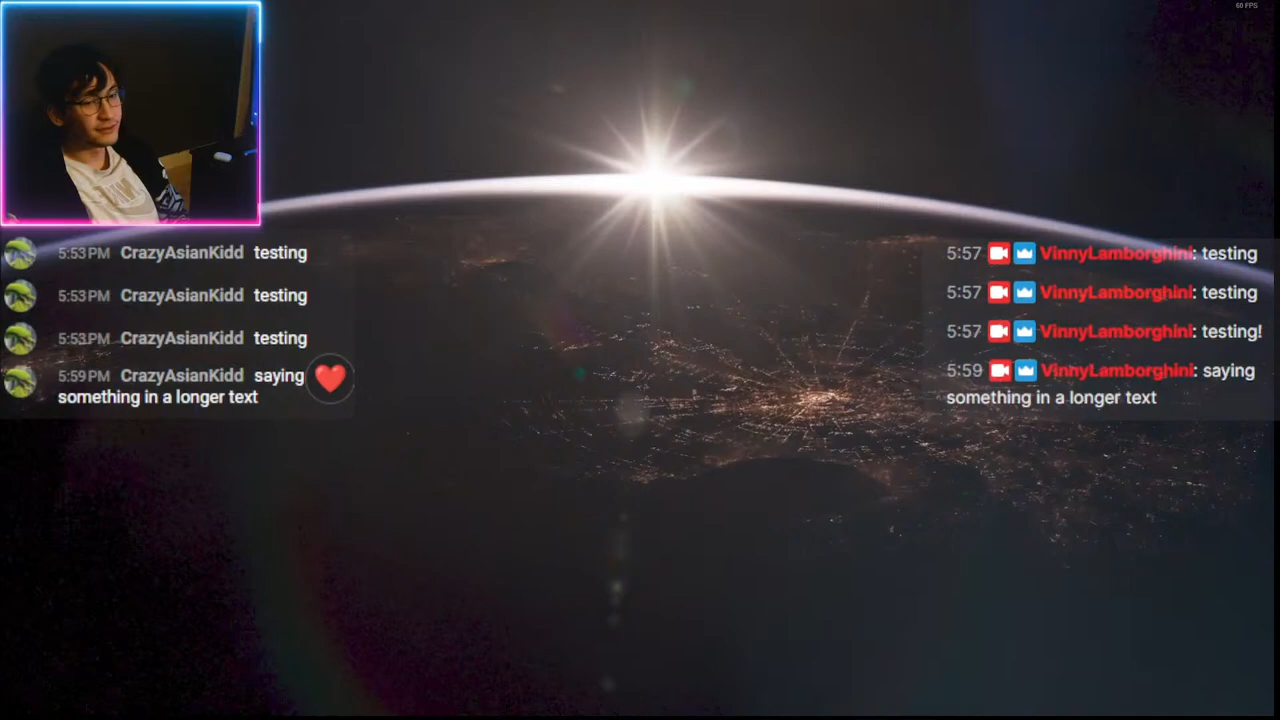 60 FPS
5:53 PM CrazyAsianKidd testing
5:53 PM CrazyAsianKidd testing
5:53 PM CrazyAsianKidd testing
5:59 PM CrazyAsianKidd saying
something in a longer text
5:57 VinnyLamborghini: testing
5:57 VinnyLamborghini: testing
5:57 VinnyLamborghini: testing!
5:59 VinnyLamborghini: saying
something in a longer text